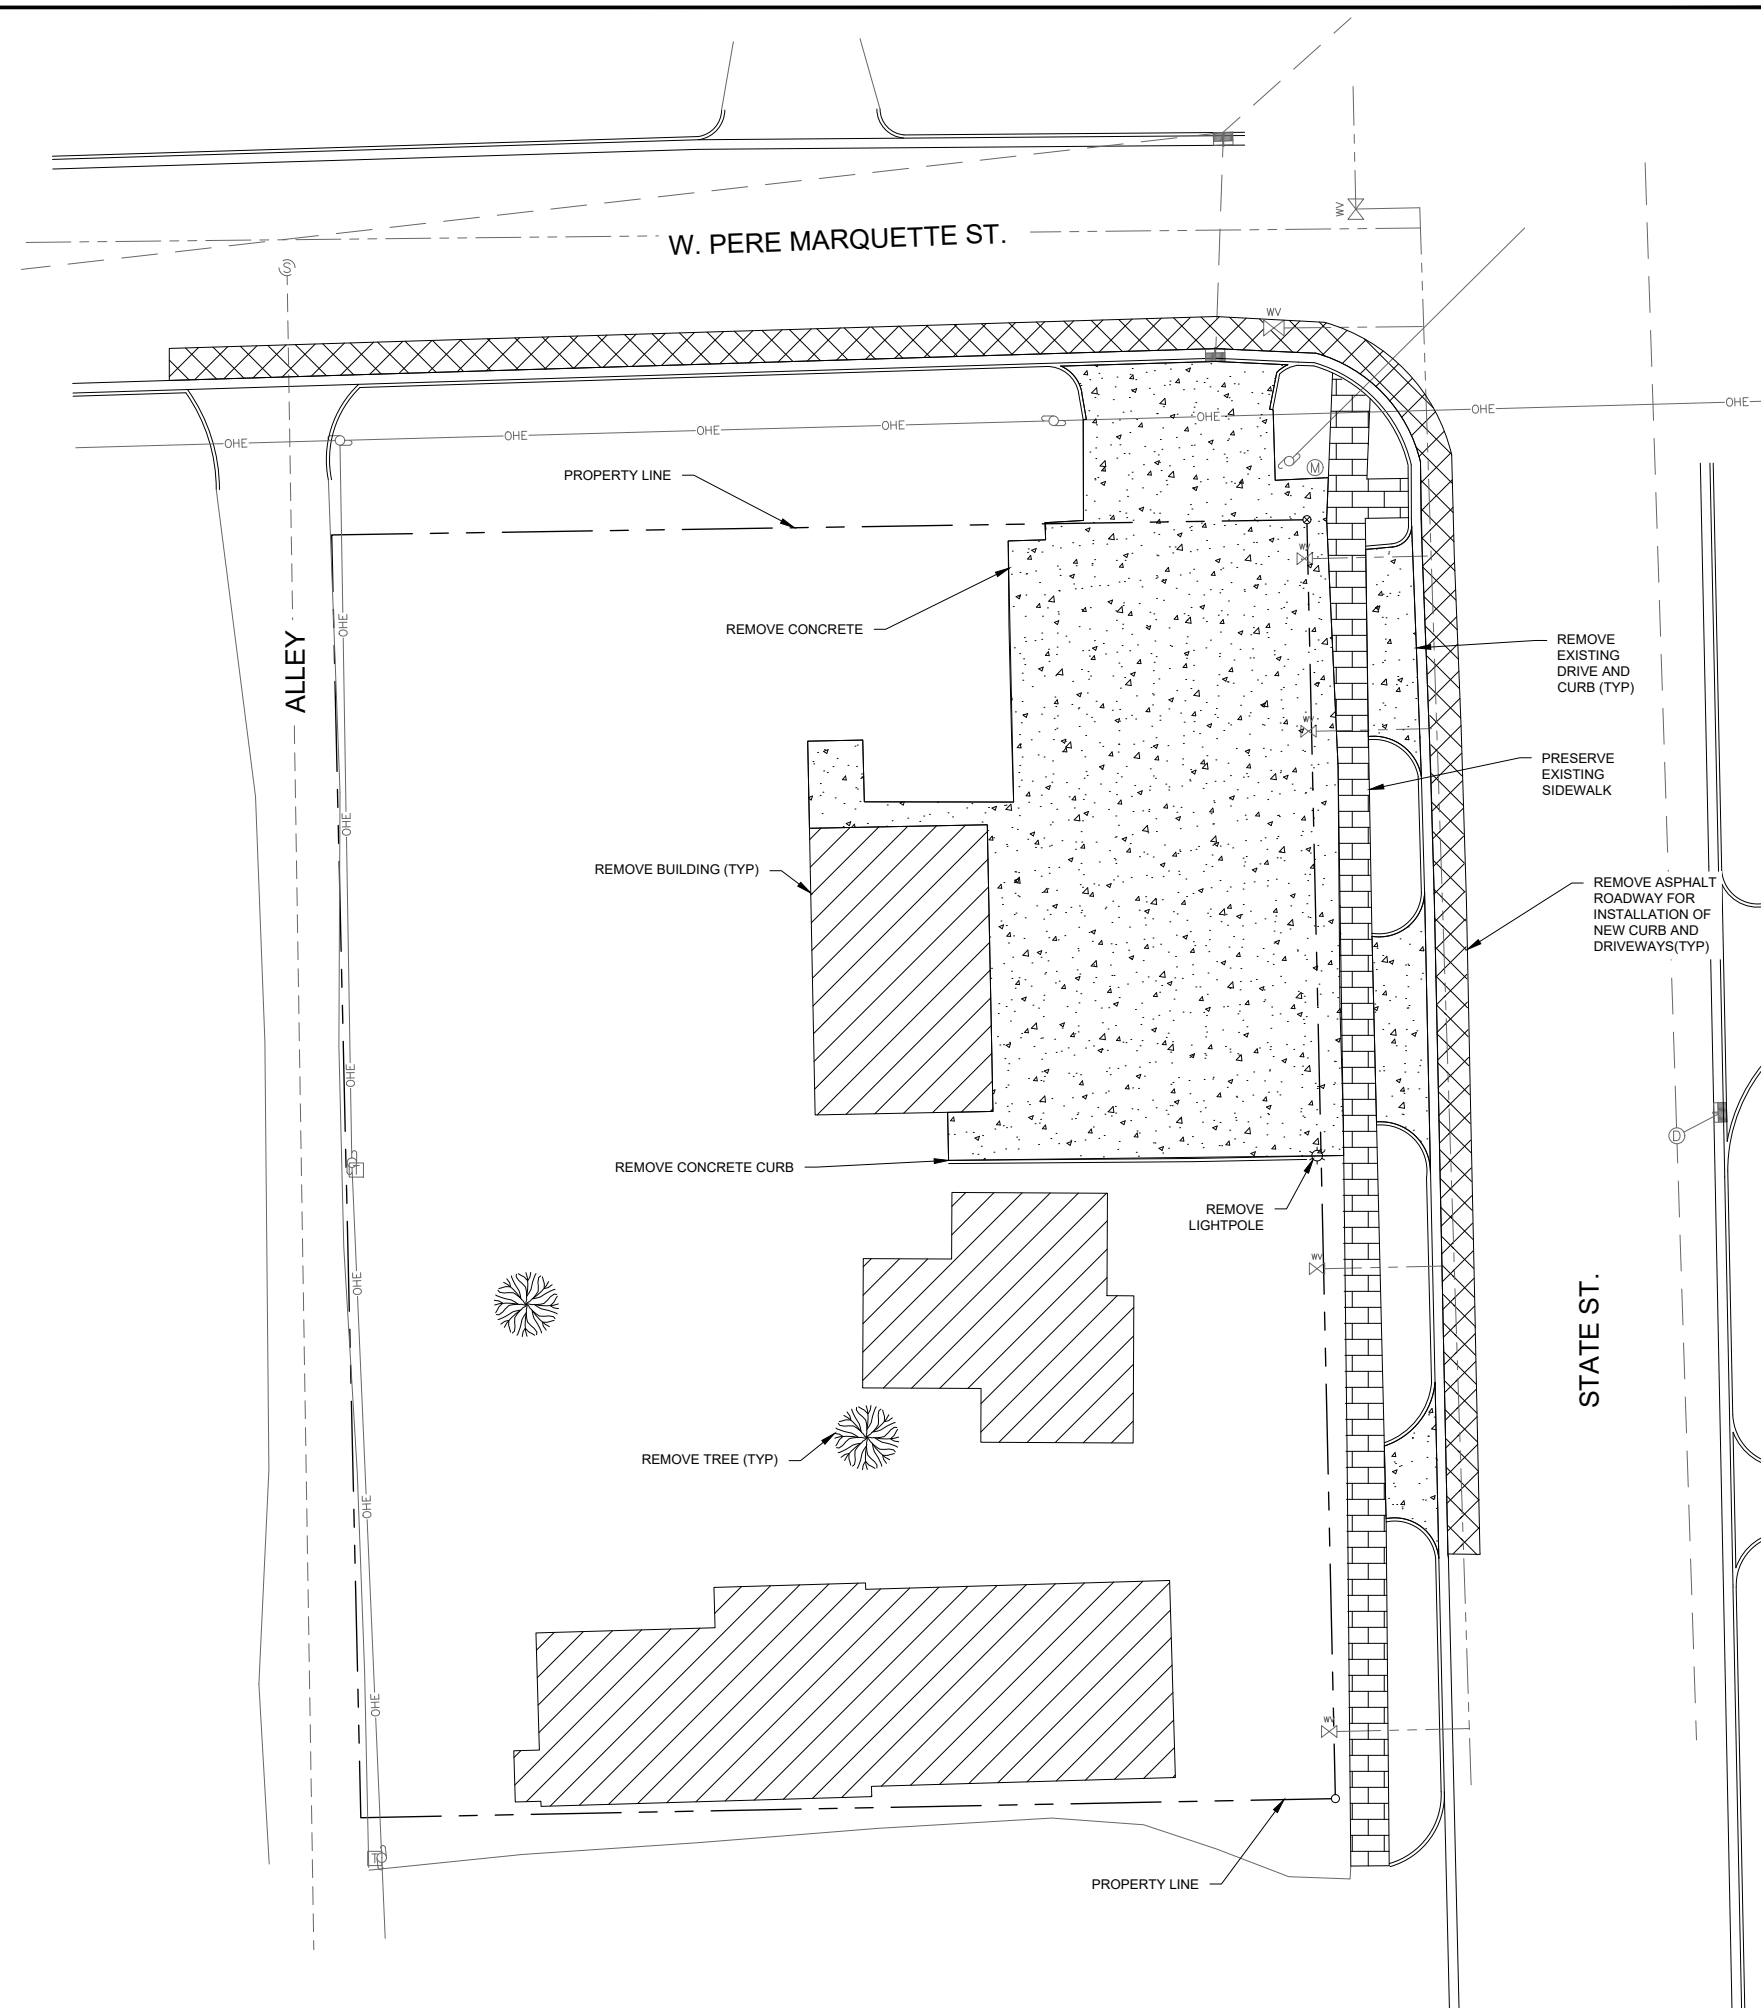 WV
W. PERE MARQUETTE ST.
S
WV
OHE
OHE
OHE
OHE
OHE
OHE
OHE
OHE
M
PROPERTY LINE
WV
OHE
REMOVE CONCRETE
ALLEY
REMOVE
EXISTING
DRIVE AND
CURB (TYP)
WV
PRESERVE
EXISTING
SIDEWALK
OHE
REMOVE BUILDING (TYP)
REMOVE ASPHALT
ROADWAY FOR
INSTALLATION OF
NEW CURB AND
DRIVEWAYS(TYP)
OHE
D
REMOVE CONCRETE CURB
T
REMOVE
LIGHTPOLE
WV
OHE
STATE ST.
REMOVE TREE (TYP)
OHE
OHE
WV
T
PROPERTY LINE